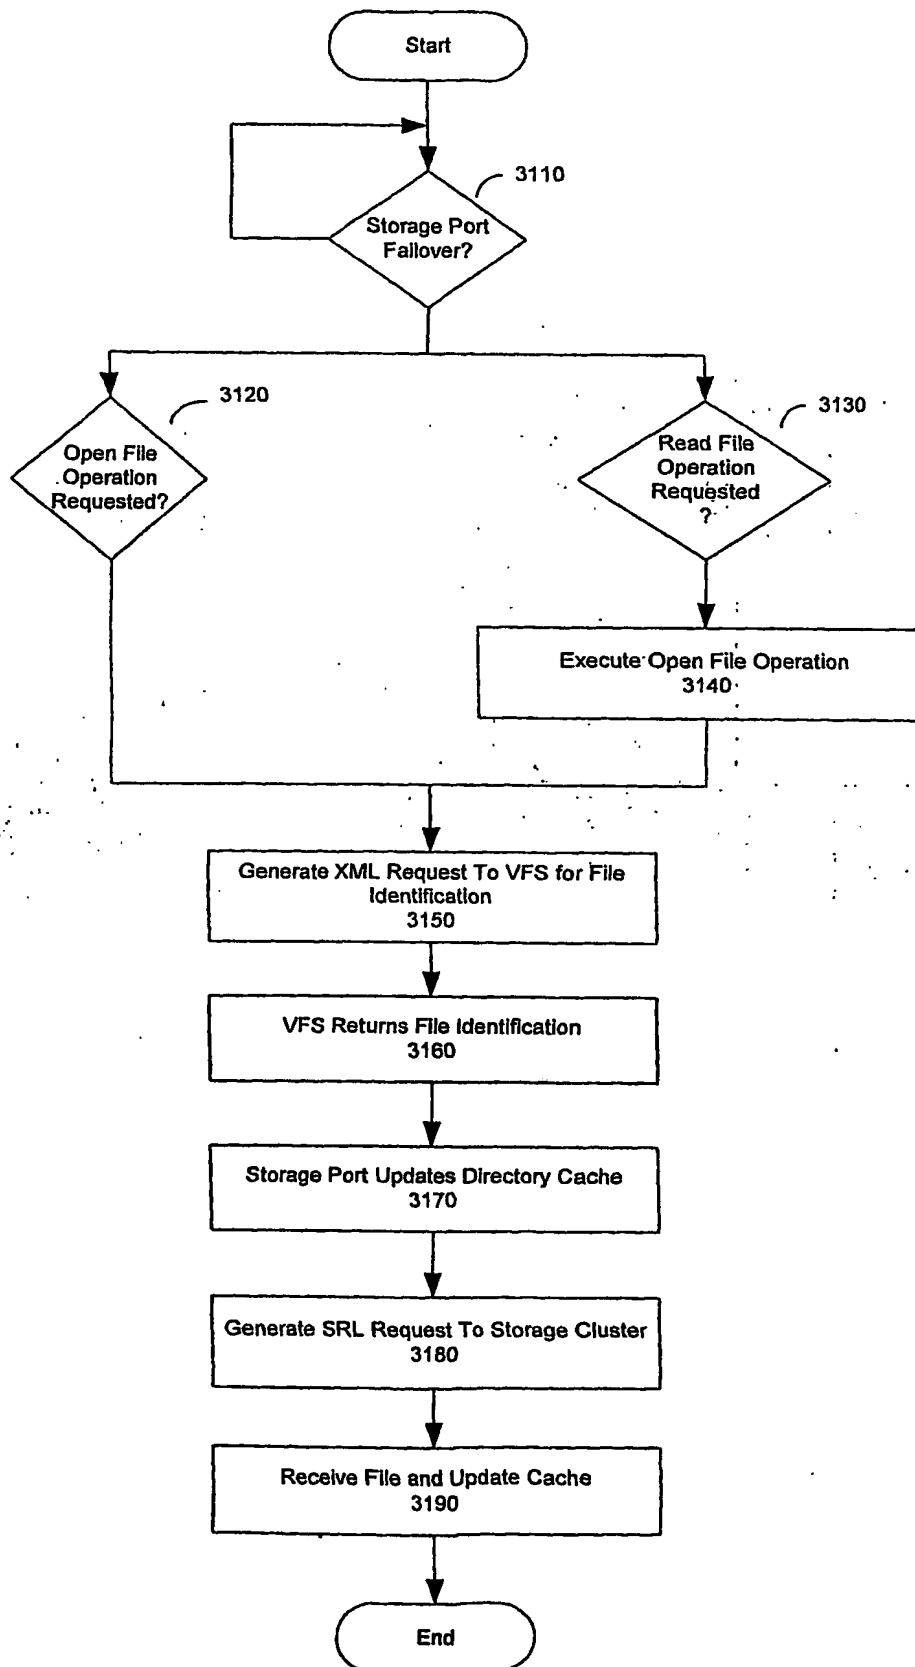 Start
3110
Storage Port
Failover?
3120
3130
Open File
Operation
Requested?
Read File
Operation
Requested
?
Execute Open File Operation
3140
Generate XML Request To VFS for File
Identification
3150
VFS Returns File Identification
3160
Storage Port Updates Directory Cache
3170
Generate SRL Request To Storage Cluster
3180
Receive File and Update Cache
3190
End